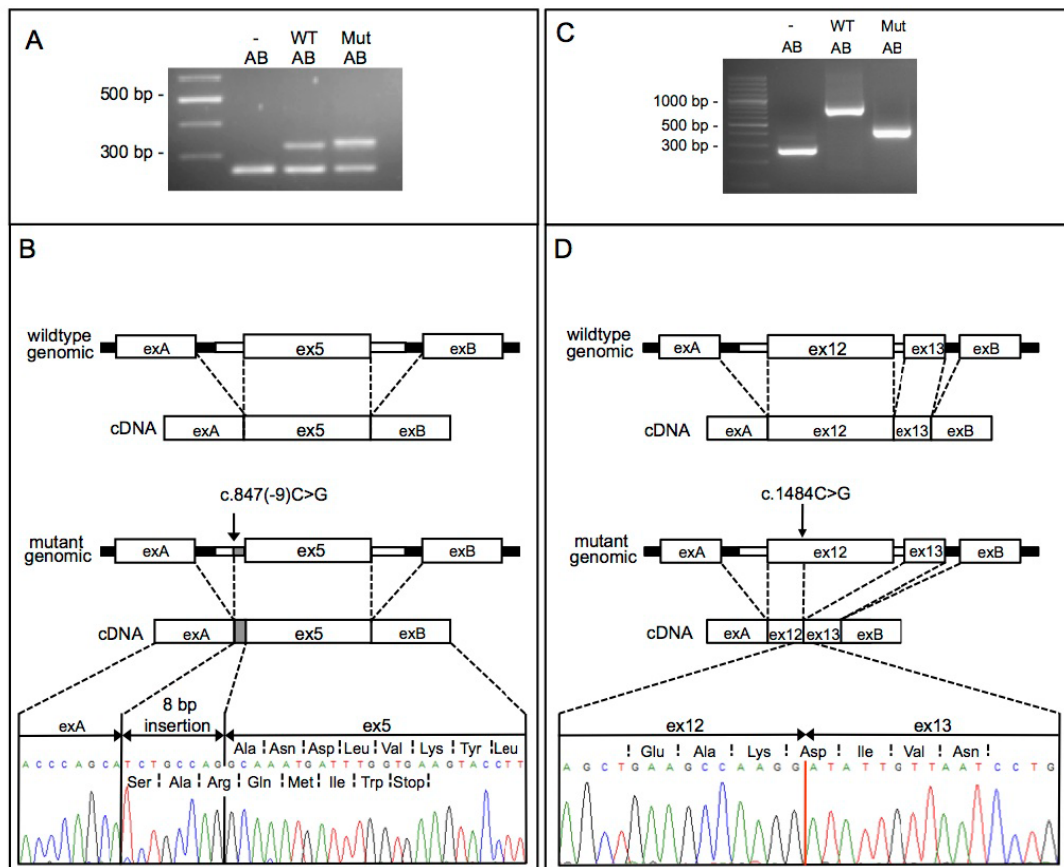 A
-
AB
WT
AB
Mut
AB
500 bp -
300 bp -
C
-
AB
WT
AB
Mut
AB
1000 bp -
500 bp -
300 bp -
B
wildtype
genomic
exA
ex5
exB
cDNA
exA
ex5
exB
c.847(-9)C>G
mutant
genomic
exA
ex5
exB
cDNA
exA
ex5
exB
exA
8 bp
insertion
ex5
Ala Asn Asp Leu Val Lys Tyr Leu
A C C C A G C A T C T G C C A G G C A A A T G A T T T G G T G A A G T A C C T T
Ser Ala Arg Gln Met Ile Trp Stop
D
wildtype
genomic
exA
ex12
ex13
exB
cDNA
exA
ex12
ex13
exB
c.1484C>G
mutant
genomic
exA
ex12
ex13
exB
cDNA
exA
ex12
ex13
exB
ex12
ex13
Glu Ala Lys Asp Ile Val Asn
A G C T G A A G C C A A G G A T A T T G T T A A T C C T G